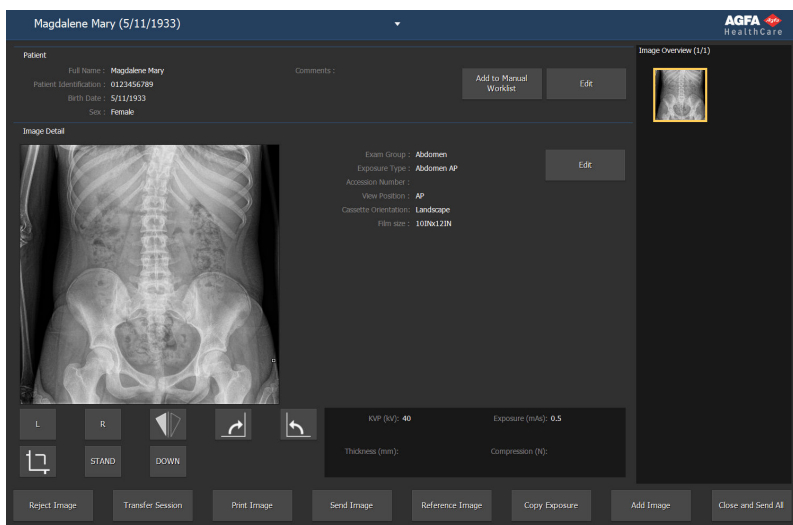 Magdalene Mary (5/11/1933)
AGFA Agfa
HealthCare
Patient
Full Name : Magdalene Mary
Comments :
Patient Identification : 0123456789
Birth Date : 5/11/1933
Sex : Female
Add to Manual
Worklist
Edit
Image Overview (1/1)
Image Detail
Exam Group : Abdomen
Exposure Type : Abdomen AP
Accession Number :
View Position : AP
Cassette Orientation: Landscape
Film size : 10INx12IN
Edit
L
R
STAND
DOWN
KVP (kV): 40
Exposure (mAs): 0.5
Thickness (mm):
Compression (N):
Reject Image
Transfer Session
Print Image
Send Image
Reference Image
Copy Exposure
Add Image
Close and Send All